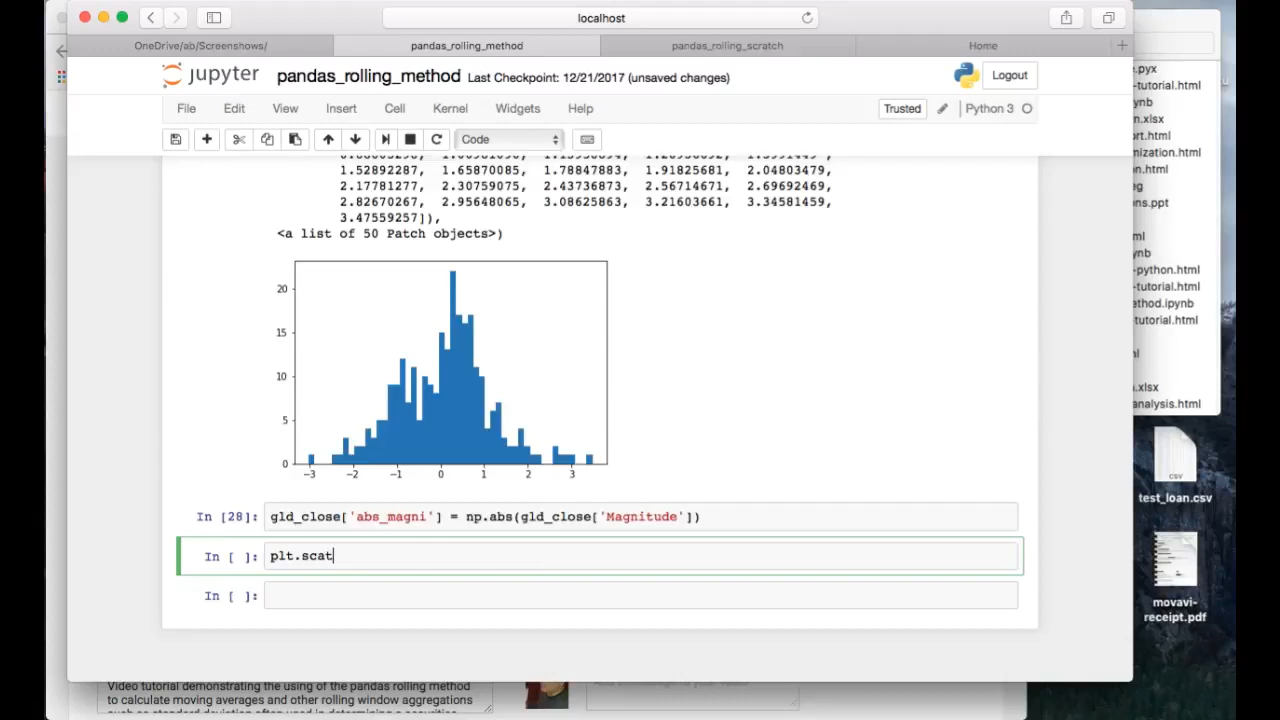 localhost
OneDrive/ab/Screenshows/
pandas_rolling_method
pandas_rolling_scratch
Home
jupyter
pandas_rolling_method Last Checkpoint: 12/21/2017 (unsaved changes)
Logout
File Edit View Insert Cell Kernel Widgets Help
Trusted
Python 3
Code
1.52892287, 1.65870085, 1.78847883, 1.91825681, 2.04803479,
2.17781277, 2.30759075, 2.43736873, 2.56714671, 2.69692469,
2.82670267, 2.95648065, 3.08625863, 3.21603661, 3.34581459,
3.47559257]),
<a list of 50 Patch objects>)
20
15
10
5
0
−3 −2 −1 0 1 2 3
In [28]: gld_close['abs_magni'] = np.abs(gld_close['Magnitude'])
In [ ]: plt.scat
In [ ]:
.pyx
-tutorial.html
ynb
n.xlsx
ort.html
mization.html
on.html
eg
ons.ppt
ml
ynb
-python.html
-tutorial.html
ethod.ipynb
tutorial.html
.xlsx
analysis.html
CSV
test_loan.csv
movavi-
receipt.pdf
Video tutorial demonstrating the using of the pandas rolling method
to calculate moving averages and other rolling window aggregations